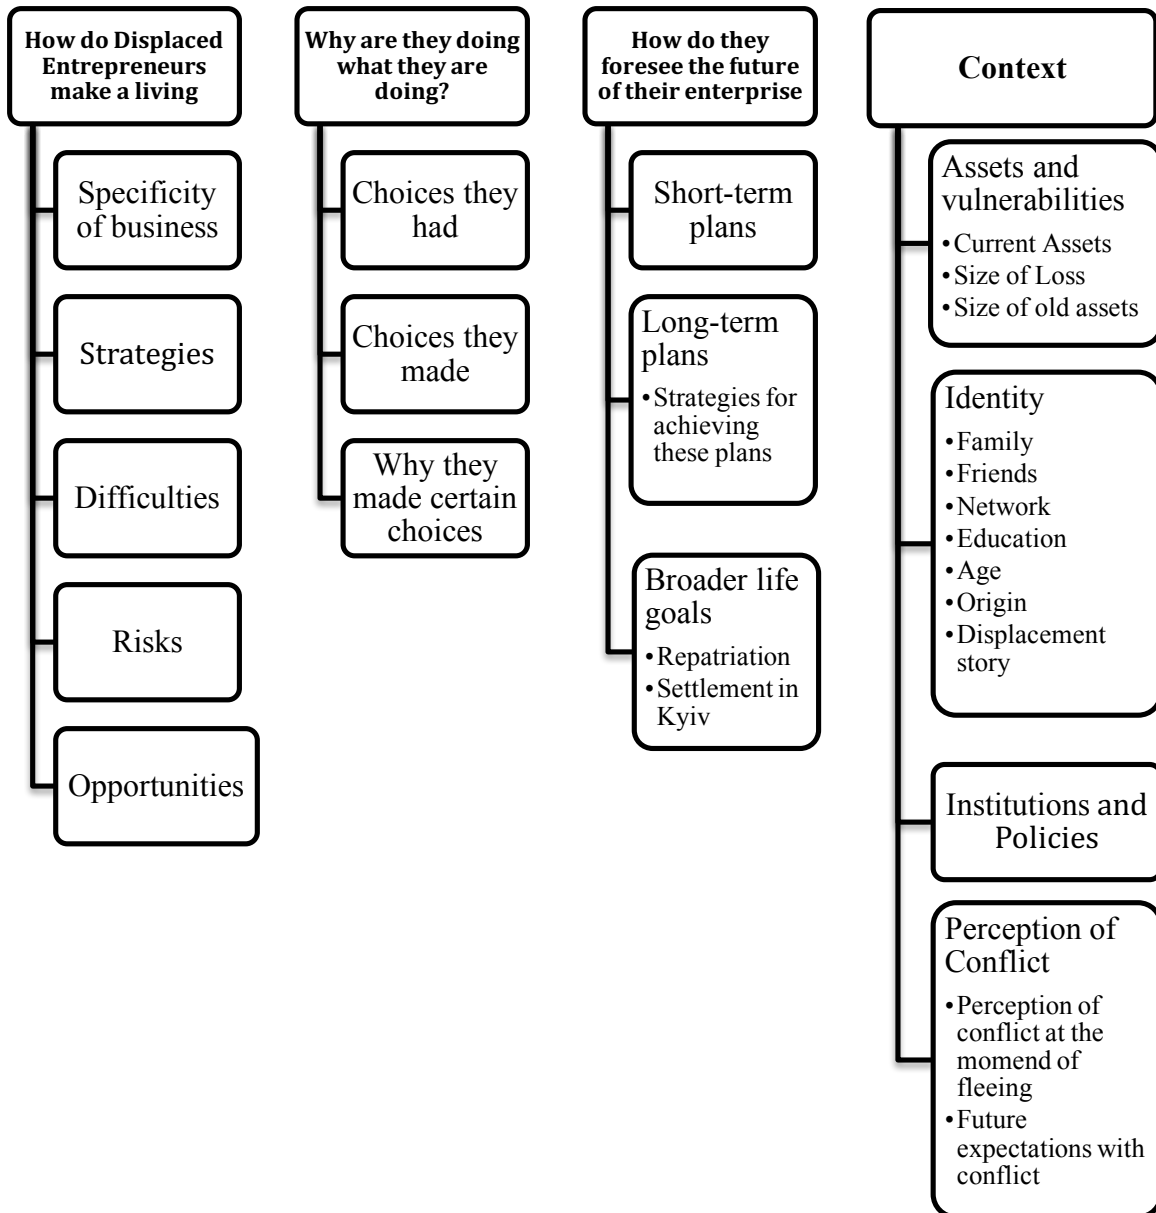 How do Displaced
Entrepreneurs
make a living
Specificity
of business
Strategies
Difficulties
Risks
Opportunities
Why are they doing
what they are
doing?
Choices they
had
Choices they
made
Why they
made certain
choices
How do they
foresee the future
of their enterprise
Short-term
plans
Long-term
plans
•Strategies for
achieving
these plans
Broader life
goals
•Repatriation
•Settlement in
Kyiv
Context
Assets and
vulnerabilities
•Current Assets
•Size of Loss
•Size of old assets
Identity
•Family
•Friends
•Network
•Education
•Age
•Origin
•Displacement
story
Institutions and
Policies
Perception of
Conflict
•Perception of
conflict at the
momend of
fleeing
•Future
expectations with
conflict